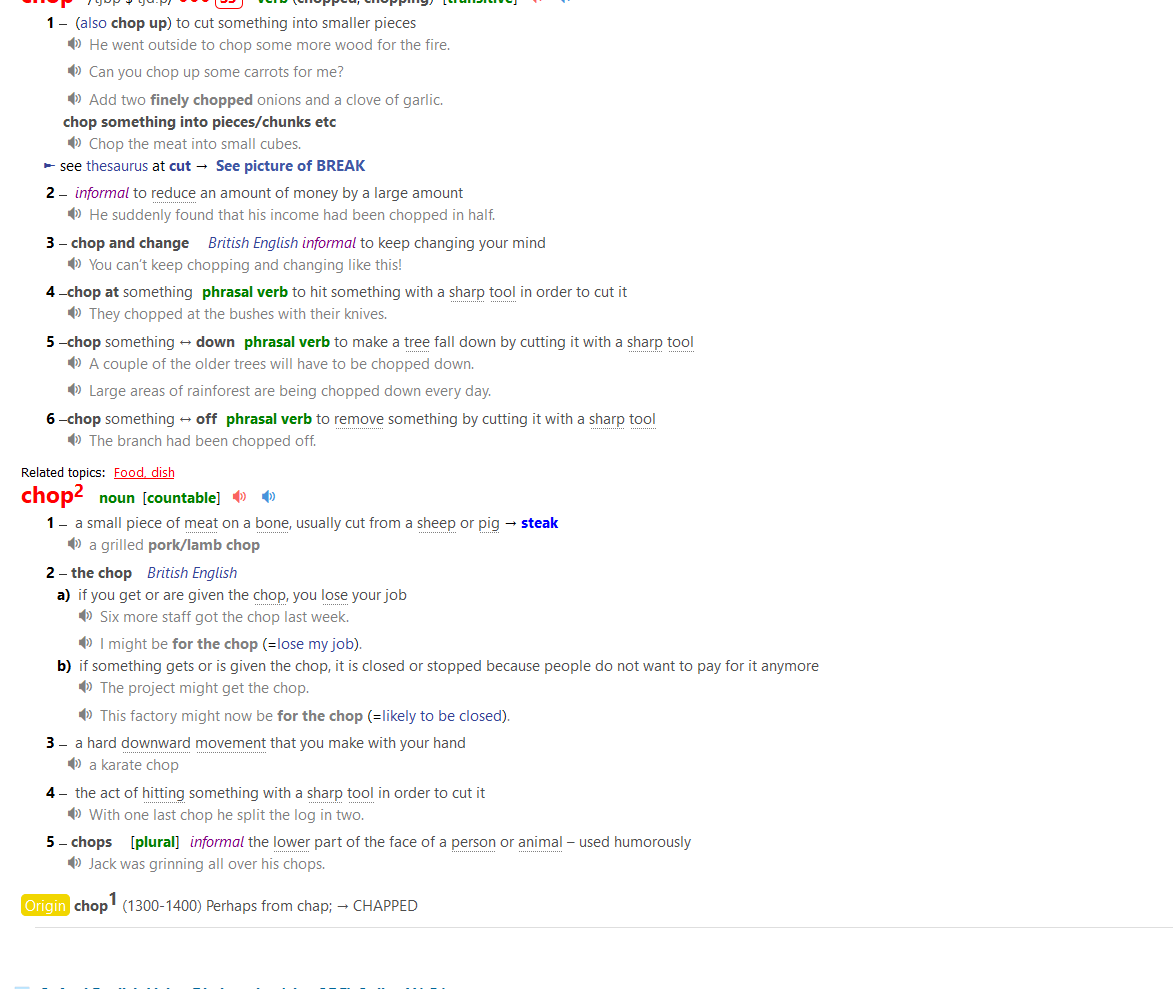 verb (chopped, chopping) [transitive]
1 – (also chop up) to cut something into smaller pieces
He went outside to chop some more wood for the fire.
Can you chop up some carrots for me?
Add two finely chopped onions and a clove of garlic.
chop something into pieces/chunks etc
Chop the meat into small cubes.
see thesaurus at cut → See picture of BREAK
2 – informal to reduce an amount of money by a large amount
He suddenly found that his income had been chopped in half.
3 – chop and change British English informal to keep changing your mind
You can’t keep chopping and changing like this!
4 –chop at something phrasal verb to hit something with a sharp tool in order to cut it
They chopped at the bushes with their knives.
5 –chop something ↔ down phrasal verb to make a tree fall down by cutting it with a sharp tool
A couple of the older trees will have to be chopped down.
Large areas of rainforest are being chopped down every day.
6 –chop something ↔ off phrasal verb to remove something by cutting it with a sharp tool
The branch had been chopped off.
Related topics: Food, dish
chop2 noun [countable]
1 – a small piece of meat on a bone, usually cut from a sheep or pig → steak
a grilled pork/lamb chop
2 – the chop British English
a) if you get or are given the chop, you lose your job
Six more staff got the chop last week.
I might be for the chop (=lose my job).
b) if something gets or is given the chop, it is closed or stopped because people do not want to pay for it anymore
The project might get the chop.
This factory might now be for the chop (=likely to be closed).
3 – a hard downward movement that you make with your hand
a karate chop
4 – the act of hitting something with a sharp tool in order to cut it
With one last chop he split the log in two.
5 – chops [plural] informal the lower part of the face of a person or animal – used humorously
Jack was grinning all over his chops.
Origin chop1 (1300-1400) Perhaps from chap; → CHAPPED